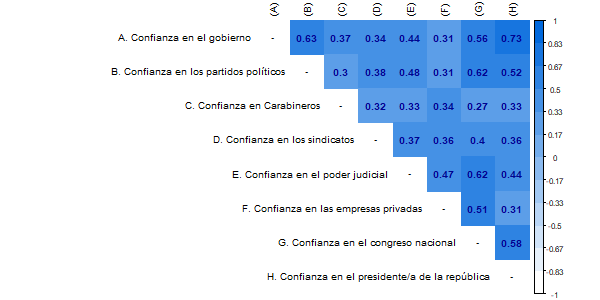 (A) (B) (C) (D) (E) (F) (G) (H)
A. Confianza en el gobierno - 0.63 0.37 0.34 0.44 0.31 0.56 0.73
B. Confianza en los partidos políticos - 0.3 0.38 0.48 0.31 0.62 0.52
C. Confianza en Carabineros - 0.32 0.33 0.34 0.27 0.33
D. Confianza en los sindicatos - 0.37 0.36 0.4 0.36
E. Confianza en el poder judicial - 0.47 0.62 0.44
F. Confianza en las empresas privadas - 0.51 0.31
G. Confianza en el congreso nacional - 0.58
H. Confianza en el presidente/a de la república -
1
0.83
0.67
0.5
0.33
0.17
0
-0.17
-0.33
-0.5
-0.67
-0.83
-1